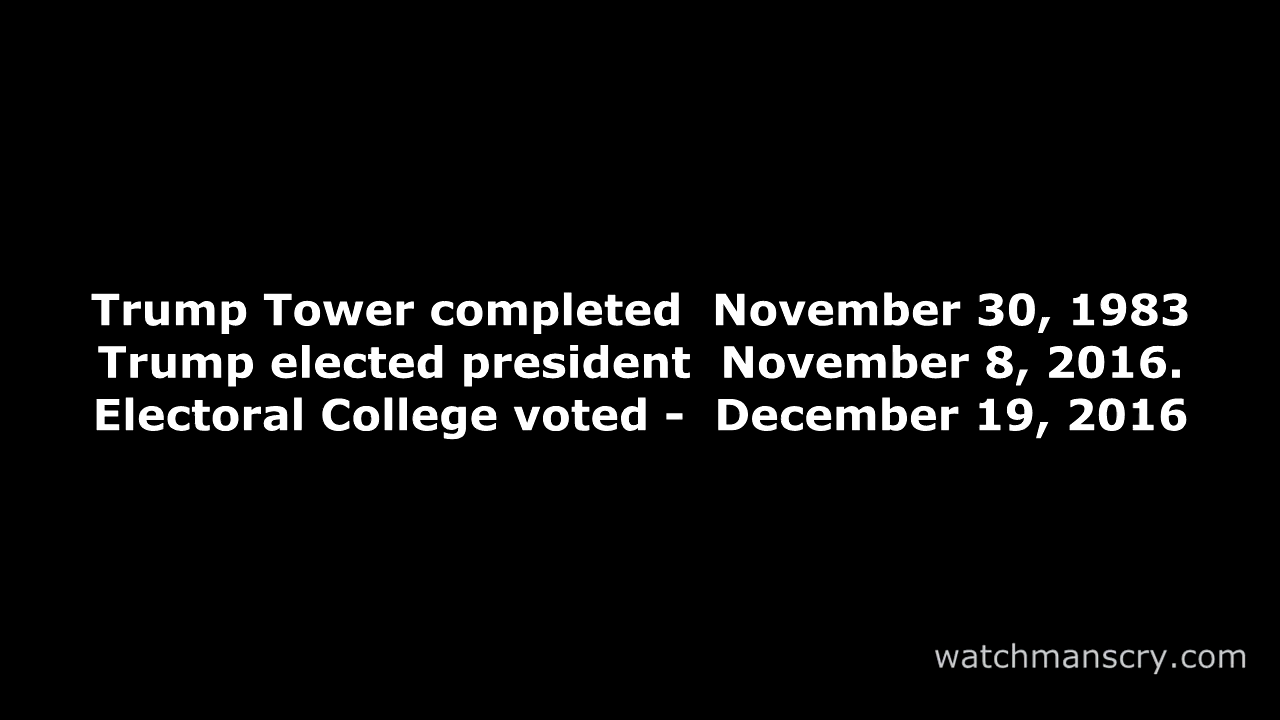 Trump Tower completed  November 30, 1983
Trump elected president  November 8, 2016.
Electoral College voted -  December 19, 2016
watchmanscry.com